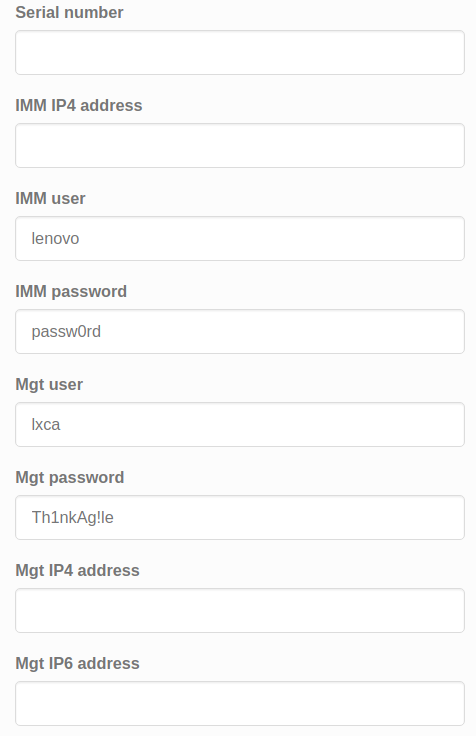 Serial number
IMM IP4 address
IMM user
lenovo
IMM password
passw0rd
Mgt user
lxca
Mgt password
Th1nkAg!le
Mgt IP4 address
Mgt IP6 address